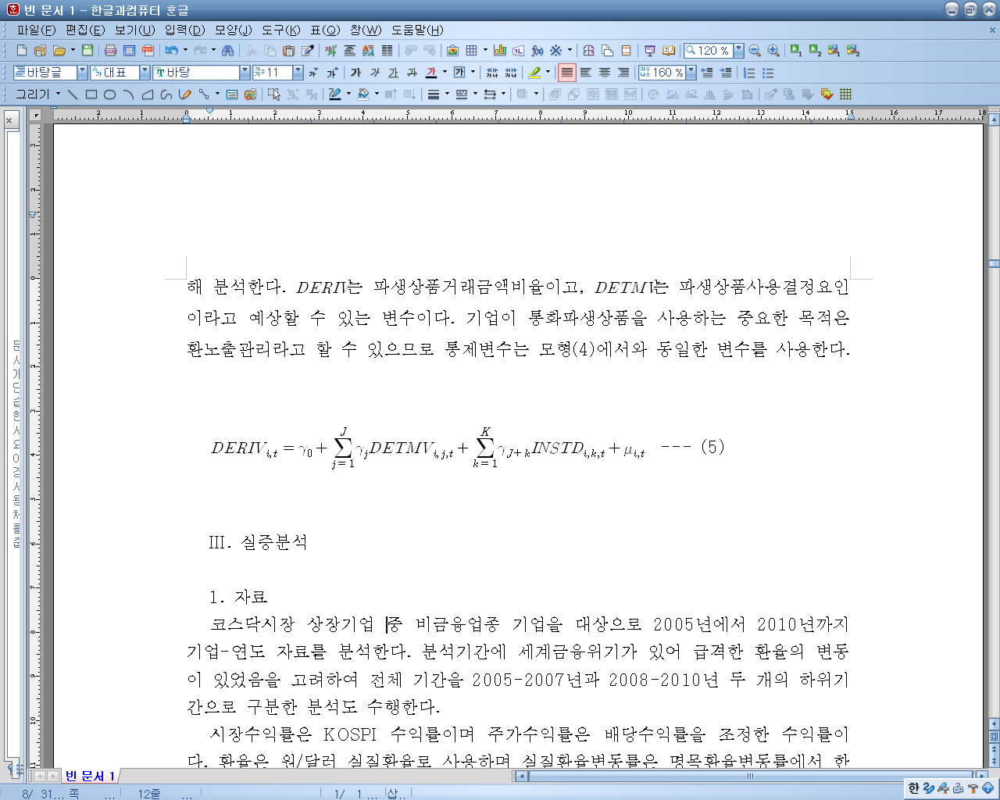 빈 문서 1 - 한글과컴퓨터 흔글
파일(F) 편집(E) 보기(U) 입력(D) 모양(J) 도구(K) 표(Q) 창(W) 도움말(H)
120 %
바탕글 대표 바탕 11 160 %
그리기
해 분석한다. DERIV는 파생상품거래금액비율이고, DETMV는 파생상품사용결정요인
이라고 예상할 수 있는 변수이다. 기업이 통화파생상품을 사용하는 중요한 목적은
환노출관리라고 할 수 있으므로 통제변수는 모형(4)에서와 동일한 변수를 사용한다.
DERIV_{i,t} = γ_0 + ∑_{j=1}^{J} γ_j DETMV_{i,j,t} + ∑_{k=1}^{K} γ_{J+k} INSTD_{i,k,t} + μ_{i,t} --- (5)
III. 실증분석
1. 자료
코스닥시장 상장기업 중 비금융업종 기업을 대상으로 2005년에서 2010년까지
기업-연도 자료를 분석한다. 분석기간에 세계금융위기가 있어 급격한 환율의 변동
이 있었음을 고려하여 전체 기간을 2005-2007년과 2008-2010년 두 개의 하위기
간으로 구분한 분석도 수행한다.
시장수익률은 KOSPI 수익률이며 주가수익률은 배당수익률을 조정한 수익률이
다. 환율은 원/달러 실질환율로 사용하며 실질환율변동률은 명목환율변동률에서 한
빈 문서 1
8/ 31... 쪽 ... 12줄 ... 1/ 1 ... 삽..
한